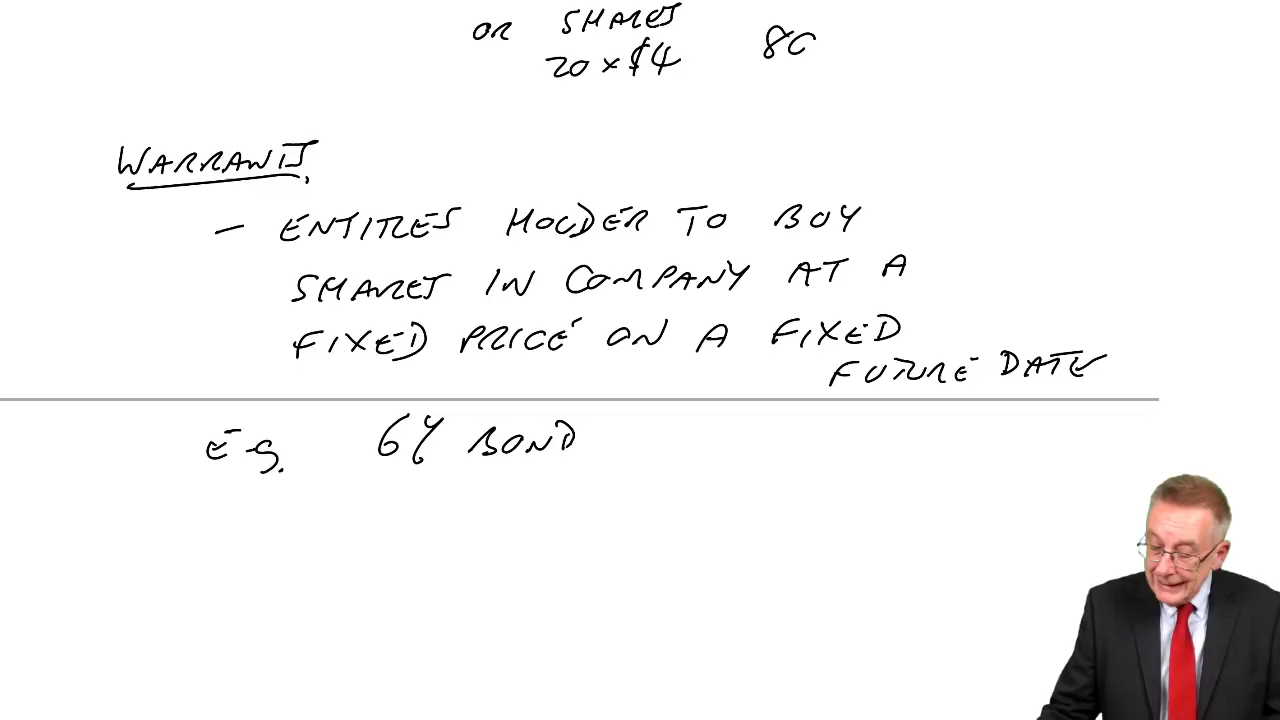 OR SHARES
20 × $4 80
WARRANTS.
- ENTITLES HOLDER TO BUY
SHARES IN COMPANY AT A
FIXED PRICE ON A FIXED
FUTURE DATE
E.g. 6% BOND